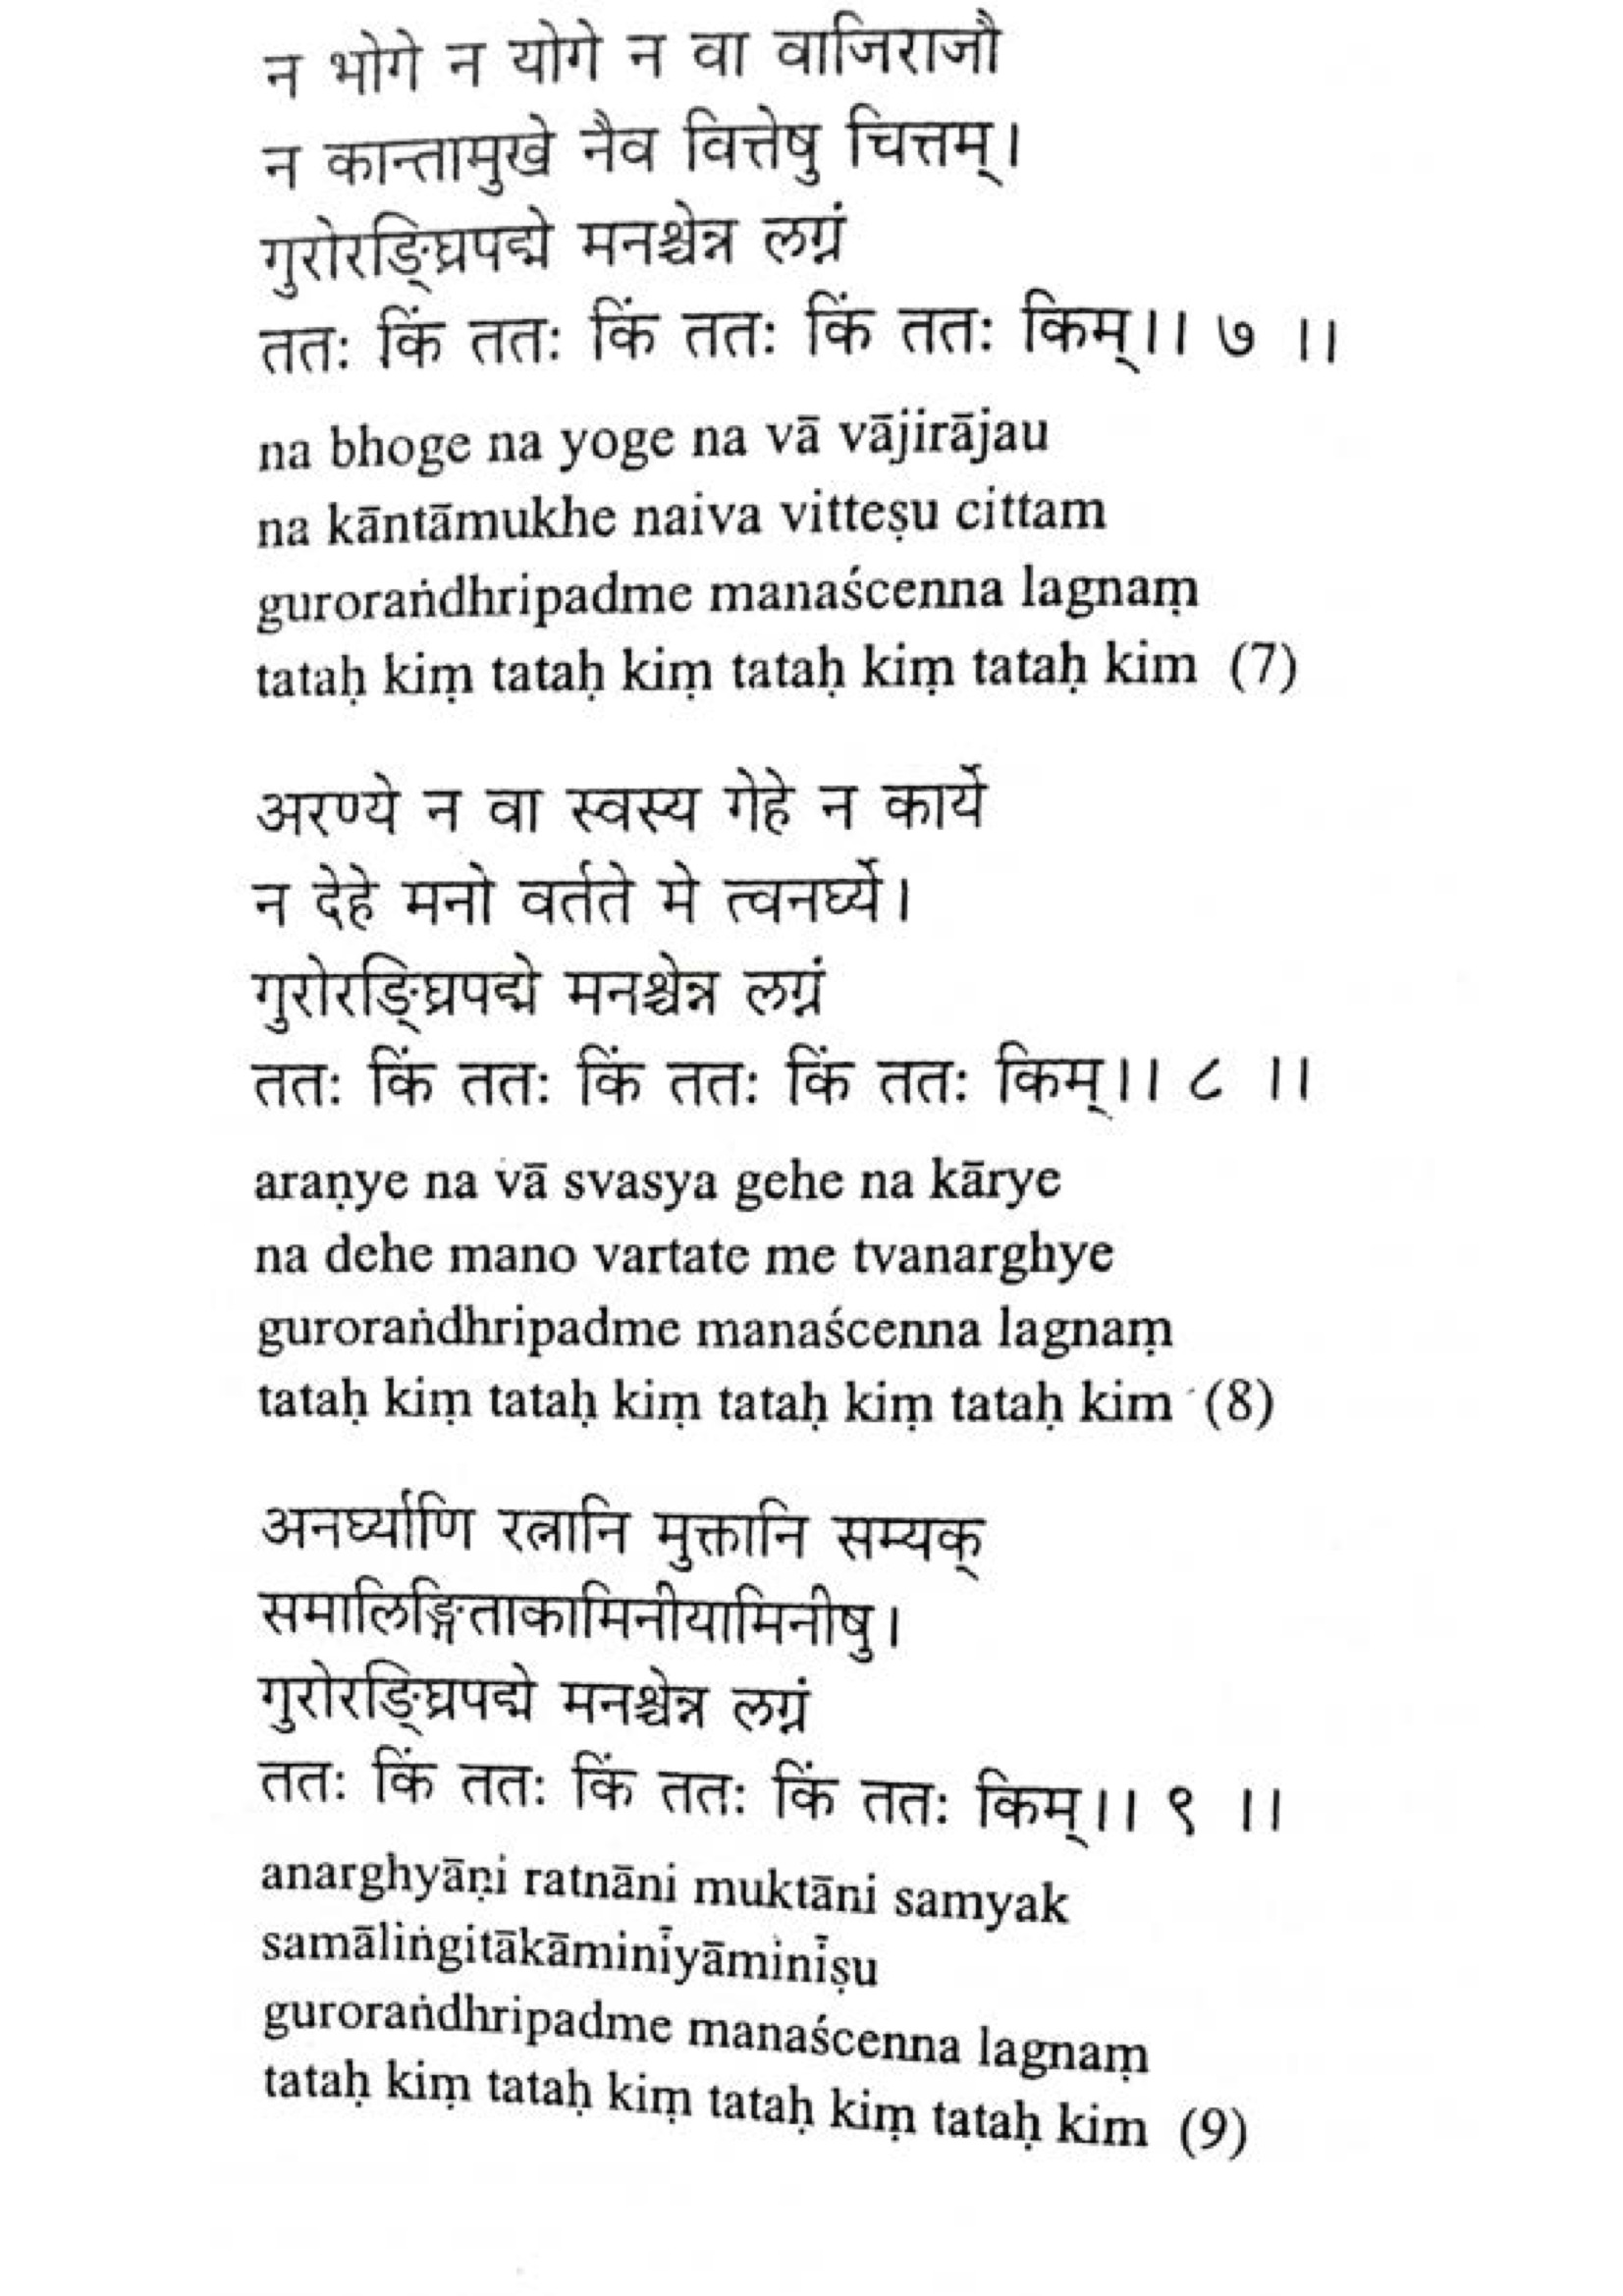 न भोगे न योगे न वा वाजिराजौ
न कान्तामुखे नैव वित्तेषु चित्तम्।
गुरोरङ्घ्रिपद्मे मनश्चेन्न लग्नं
ततः किं ततः किं ततः किं ततः किम्।। ७ ।।
na bhoge na yoge na vā vājirājau
na kāntāmukhe naiva vitteṣu cittam
guroraṅdhripadme manaścenna lagnaṃ
tataḥ kiṃ tataḥ kiṃ tataḥ kiṃ tataḥ kim (7)
अरण्ये न वा स्वस्य गेहे न कार्ये
न देहे मनो वर्तते मे त्वनर्घ्ये।
गुरोरङ्घ्रिपद्मे मनश्चेन्न लग्नं
ततः किं ततः किं ततः किं ततः किम्।। ८ ।।
araṇye na vā svasya gehe na kārye
na dehe mano vartate me tvanarghye
guroraṅdhripadme manaścenna lagnaṃ
tataḥ kiṃ tataḥ kiṃ tataḥ kiṃ tataḥ kim (8)
अनर्घ्याणि रत्नानि मुक्तानि सम्यक्
समालिङ्गिताकामिनीयामिनीषु।
गुरोरङ्घ्रिपद्मे मनश्चेन्न लग्नं
ततः किं ततः किं ततः किं ततः किम्।। ९ ।।
anarghyāṇi ratnāni muktāni samyak
samāliṅgitākāminīyāminīṣu
guroraṅdhripadme manaścenna lagnaṃ
tataḥ kiṃ tataḥ kiṃ tataḥ kiṃ tataḥ kim (9)